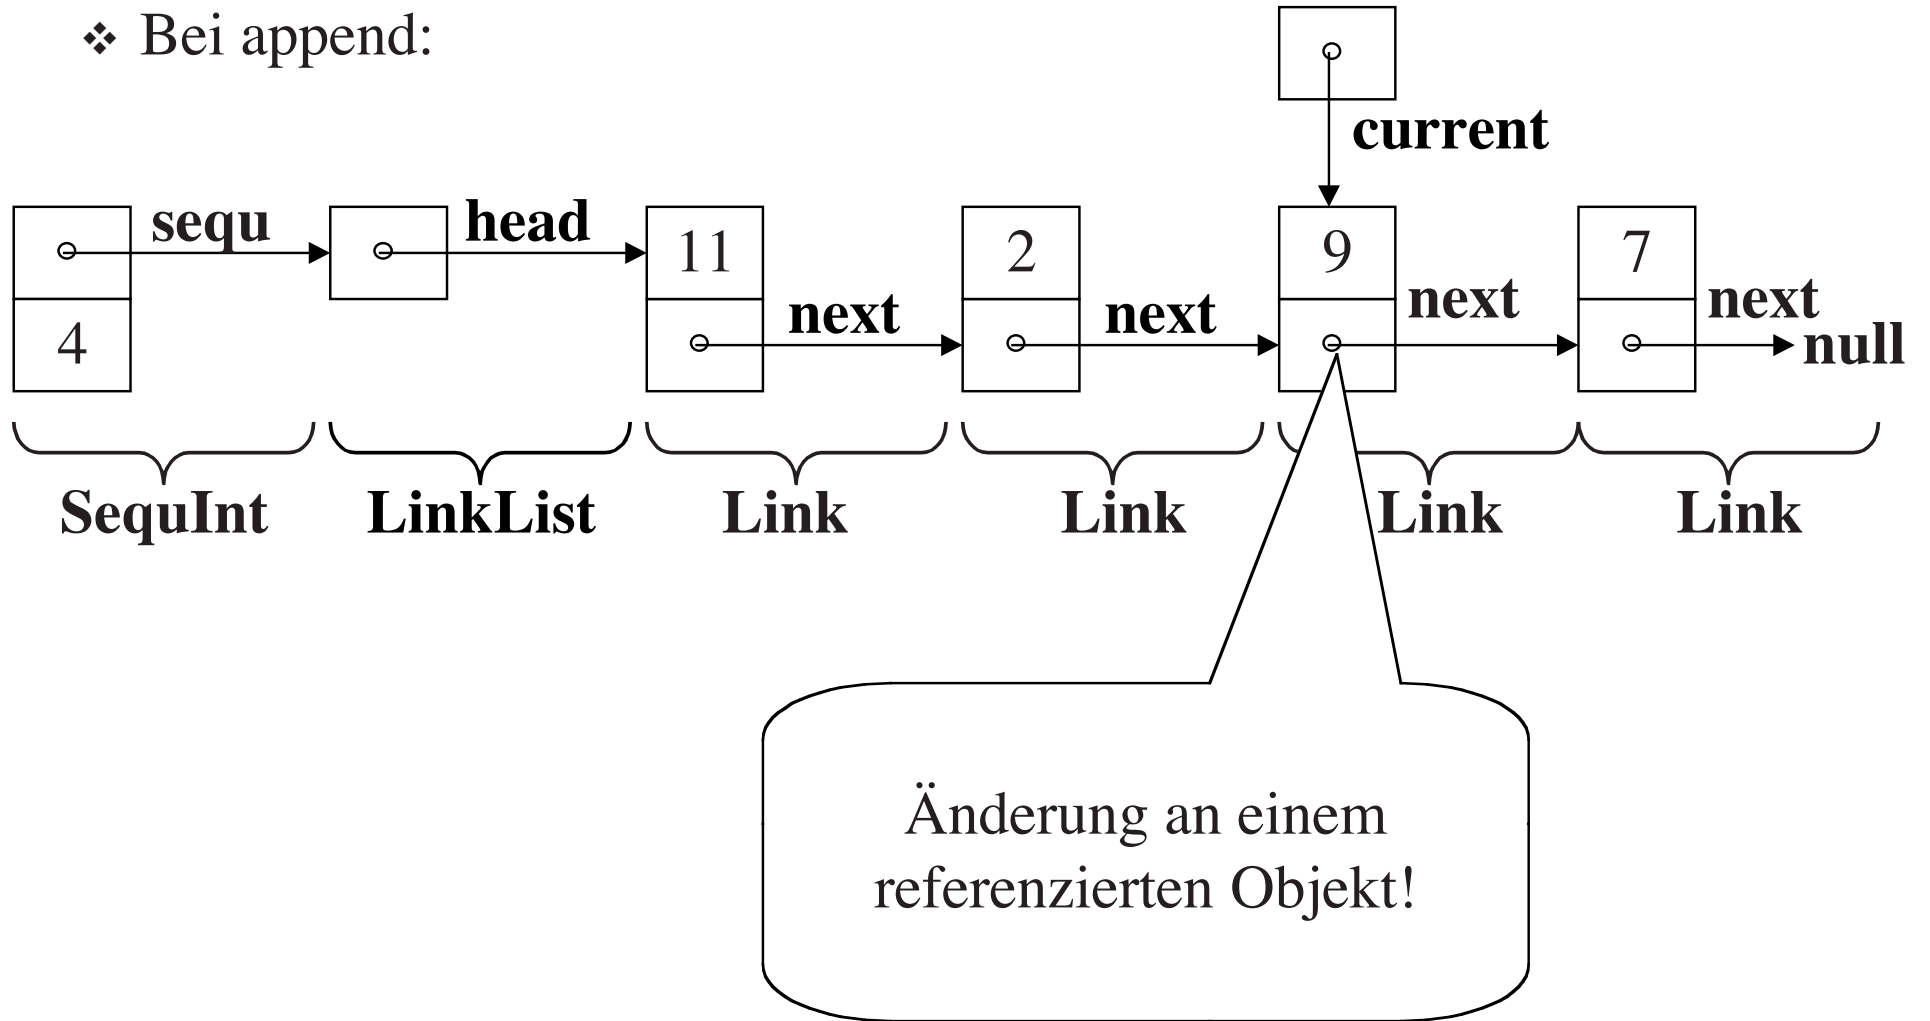 ❖ Bei append:
current
sequ head 11 2 9 7
next next next next
4 null
SequInt LinkList Link Link Link Link
Änderung an einem
referenzierten Objekt!